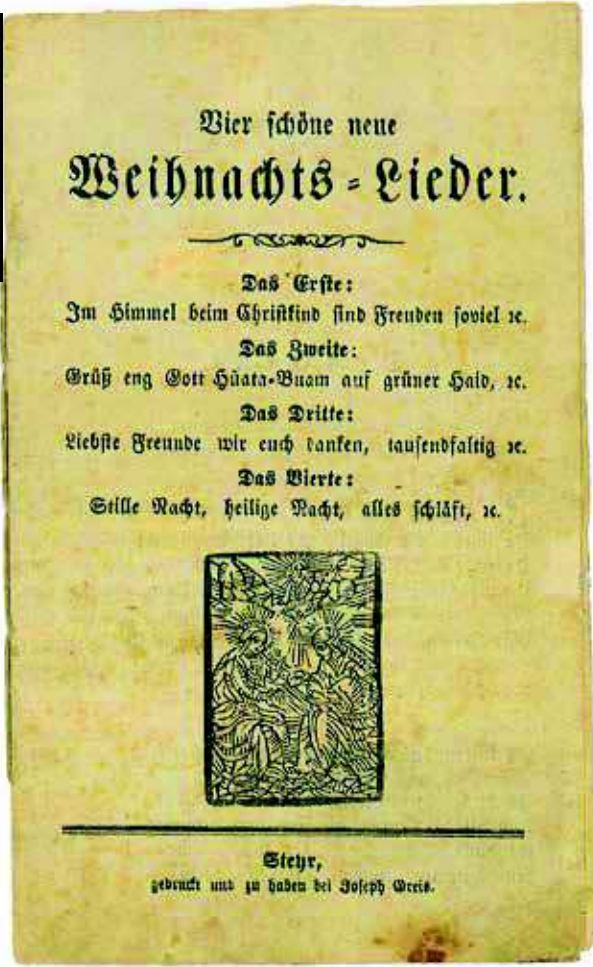 Vier schöne neue
Weihnachts-Lieder.
Das Erste:
Im Himmel beim Christkind sind Freuden soviel ꝛc.
Das Zweite:
Grüß eng Gott Hüata-Buam auf grüner Haid, ꝛc.
Das Dritte:
Liebste Freunde wir euch danken, tausendfaltig ꝛc.
Das Vierte:
Stille Nacht, heilige Nacht, alles schläft, ꝛc.
Steyr,
gedruckt und zu haben bei Joseph Greis.